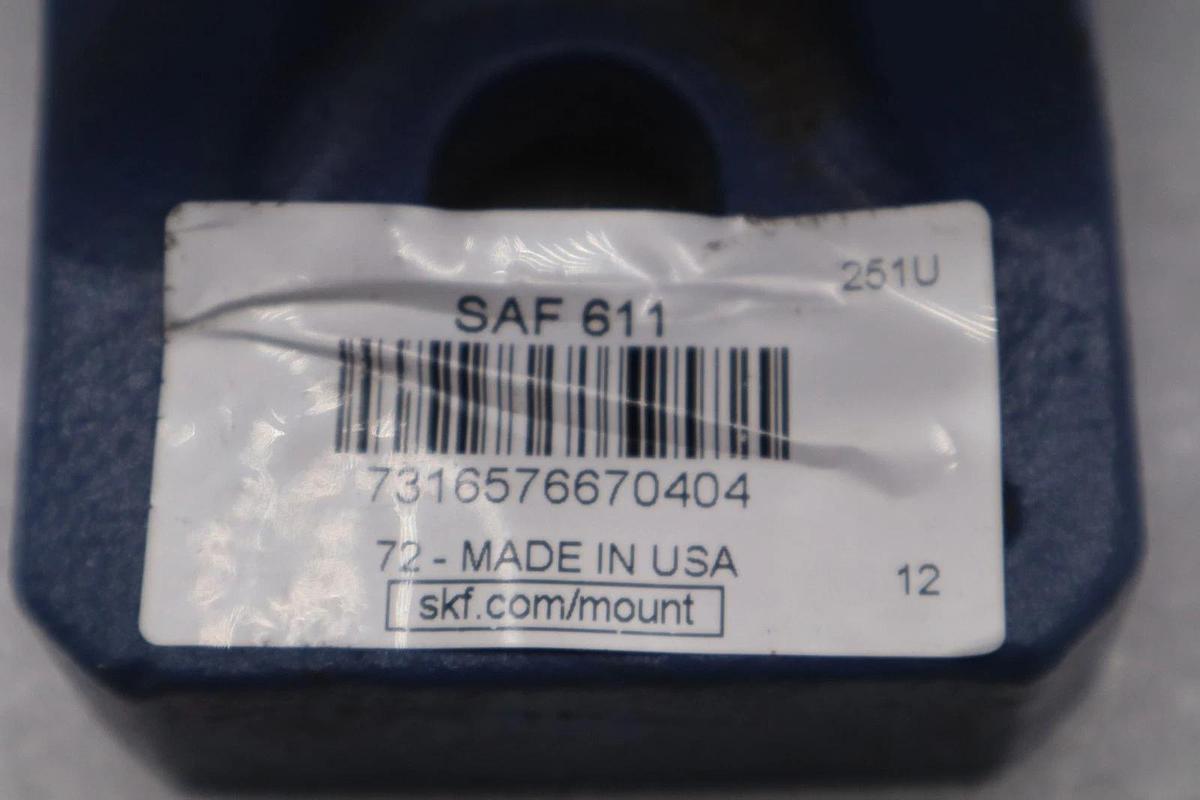 251U
SAF 611
7316576670404
72 - MADE IN USA
12
skf.com/mount